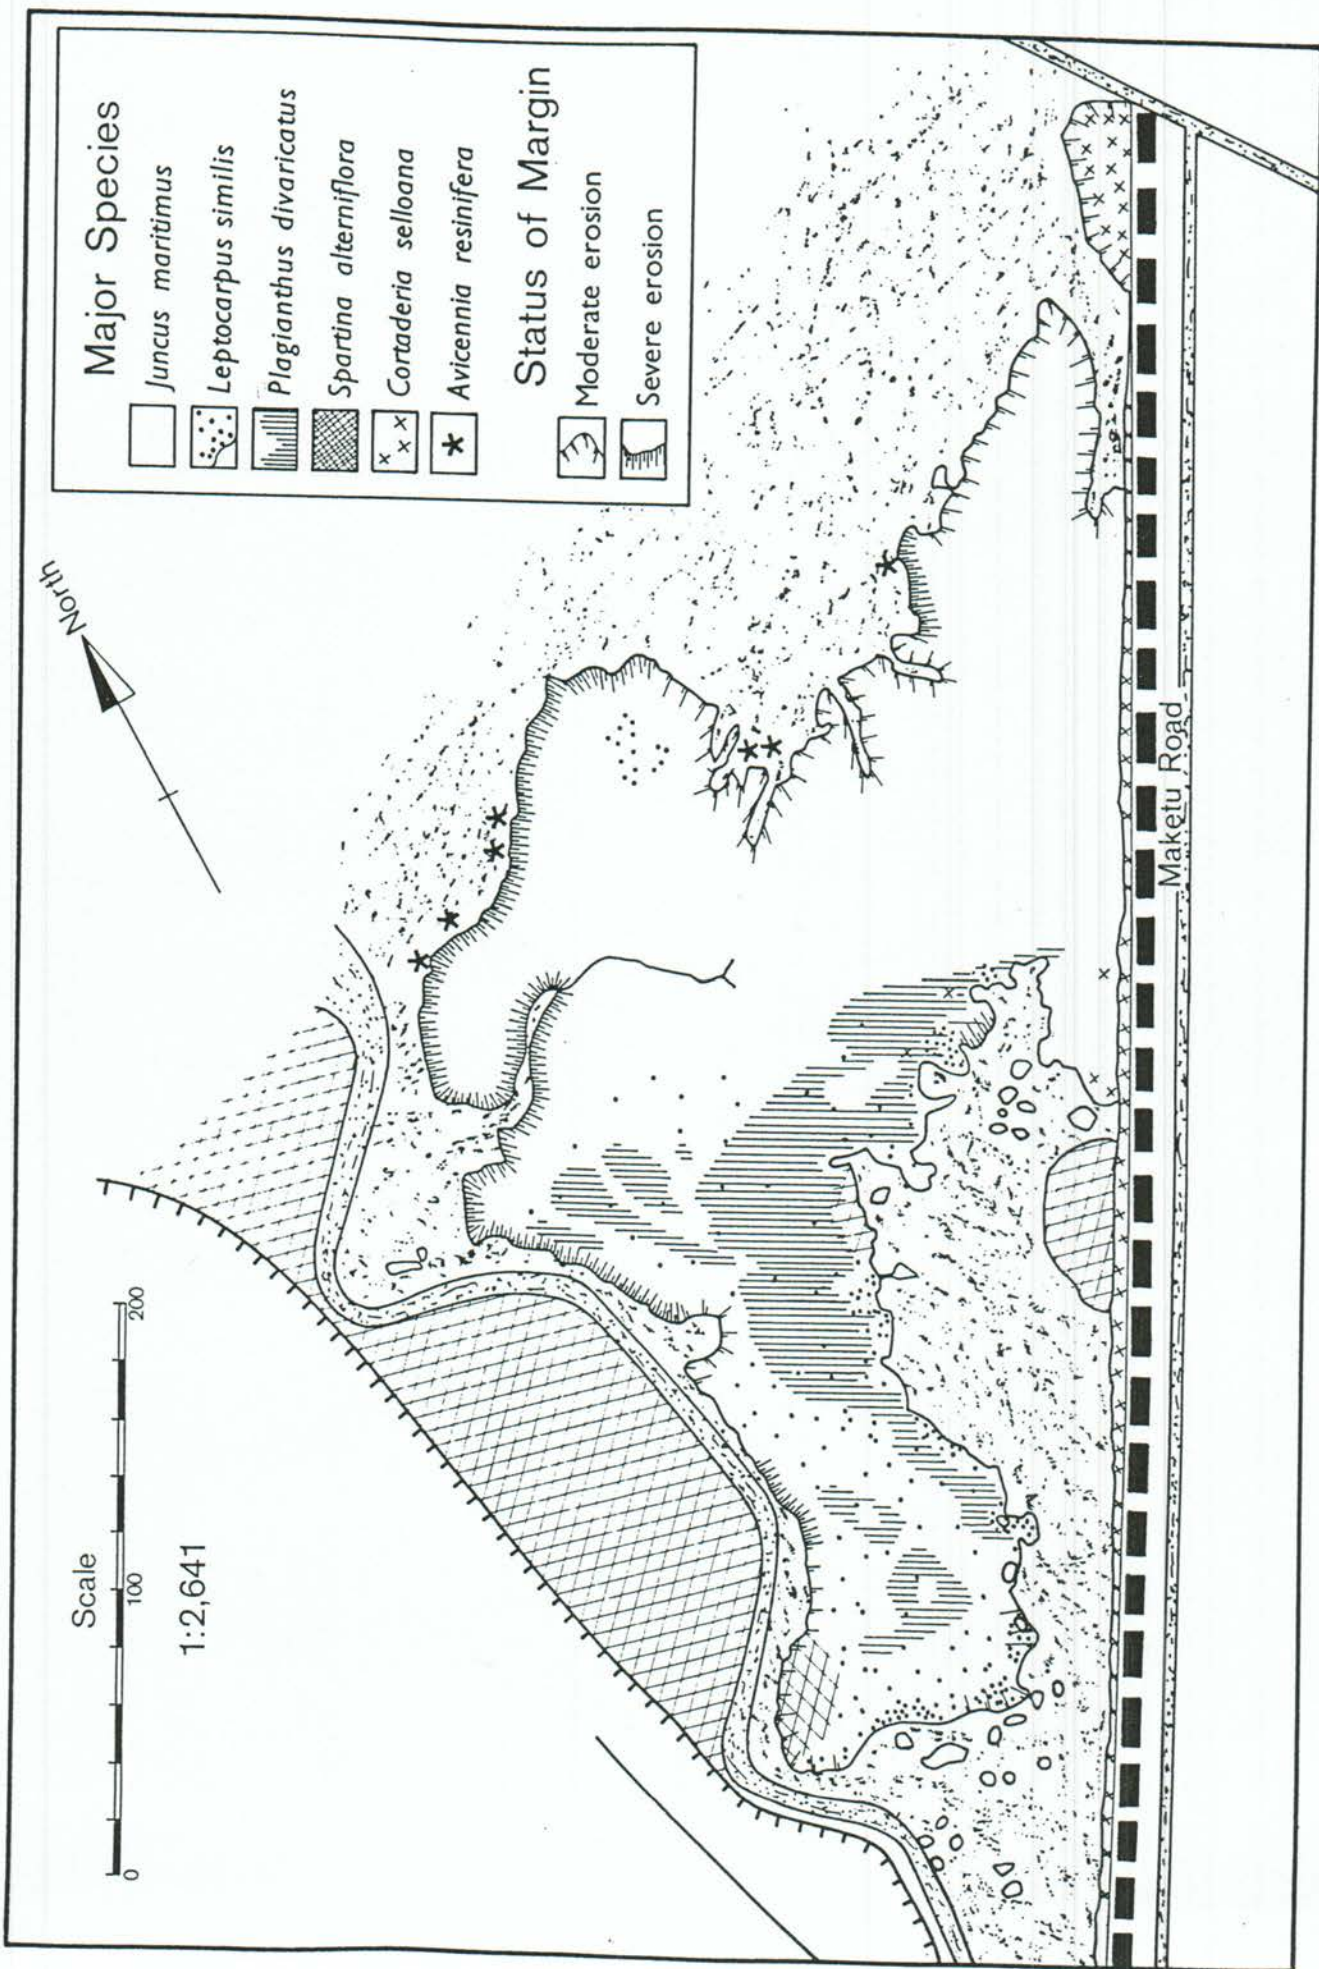 Major Species
Juncus maritimus
Leptocarpus similis
Plagianthus divaricatus
Spartina alterniflora
Cortaderia selloana
Avicennia resinifera
Status of Margin
Moderate erosion
Severe erosion
North
Scale
0 100 200
1:2,641
Maketu Road